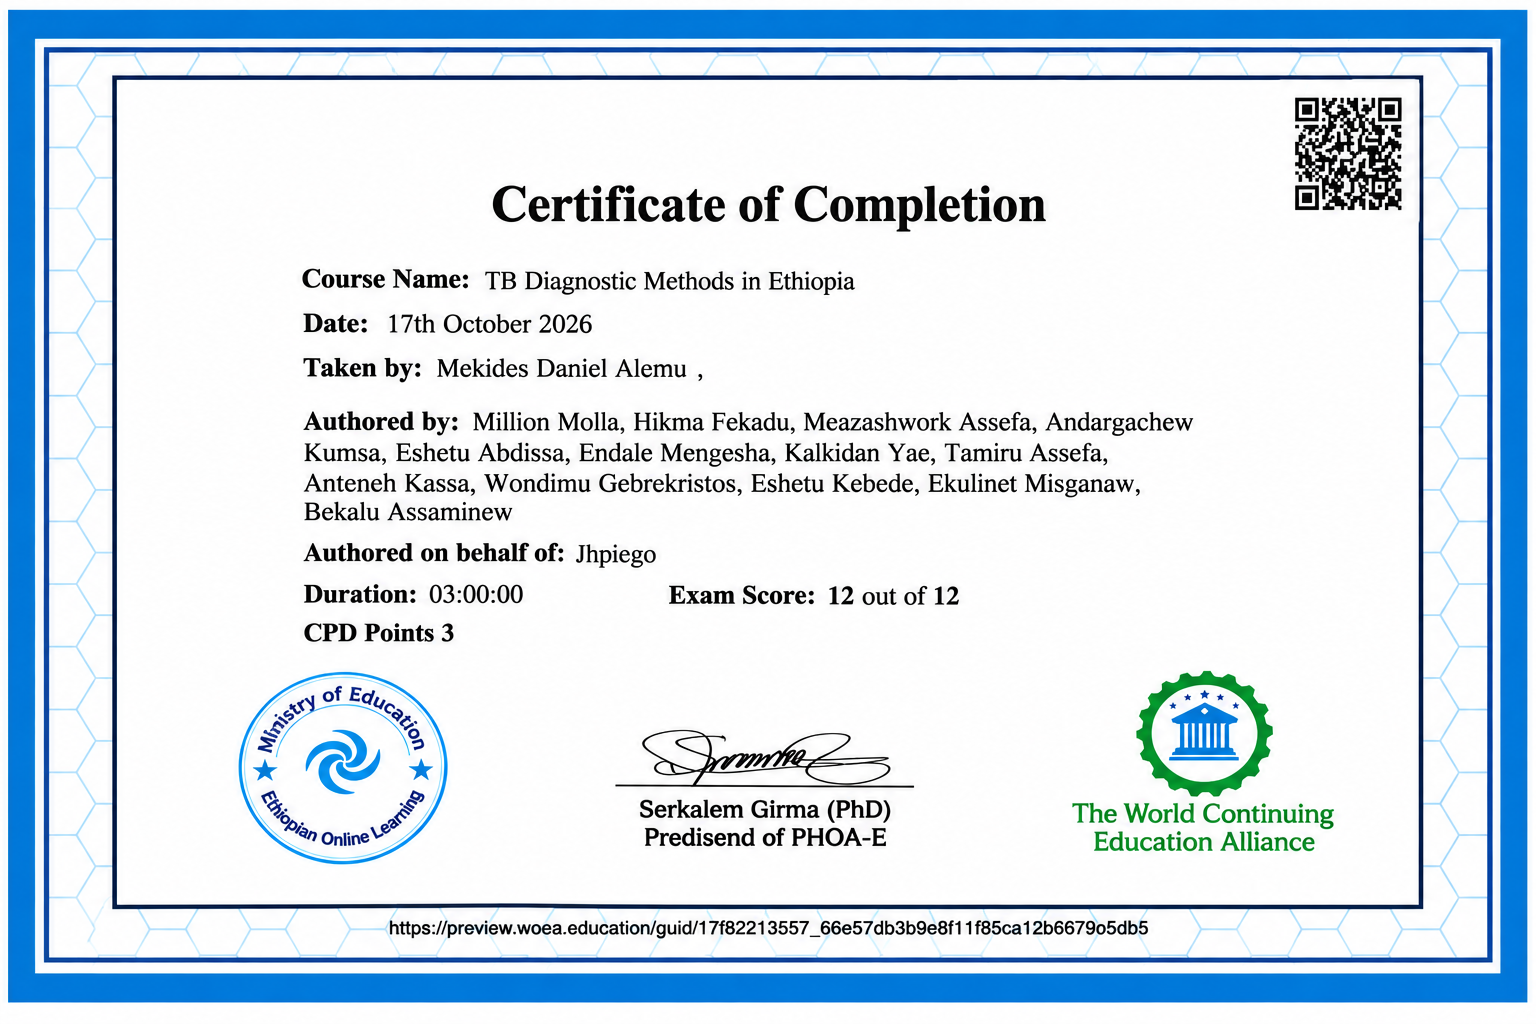 Certificate of Completion
Course Name: TB Diagnostic Methods in Ethiopia
Date: 17th October 2026
Taken by: Mekides Daniel Alemu ,
Authored by: Million Molla, Hikma Fekadu, Meazashwork Assefa, Andargachew
Kumsa, Eshetu Abdissa, Endale Mengesha, Kalkidan Yae, Tamiru Assefa,
Anteneh Kassa, Wondimu Gebrekristos, Eshetu Kebede, Ekulinet Misganaw,
Bekalu Assaminew
Authored on behalf of: Jhpiego
Duration: 03:00:00 Exam Score: 12 out of 12
CPD Points 3
Ministry of Education
Ethiopian Online Learning
Serkalem Girma (PhD)
Predisend of PHOA-E
The World Continuing
Education Alliance
https://preview.woea.education/guid/17f82213557_66e57db3b9e8f11f85ca12b6679o5db5